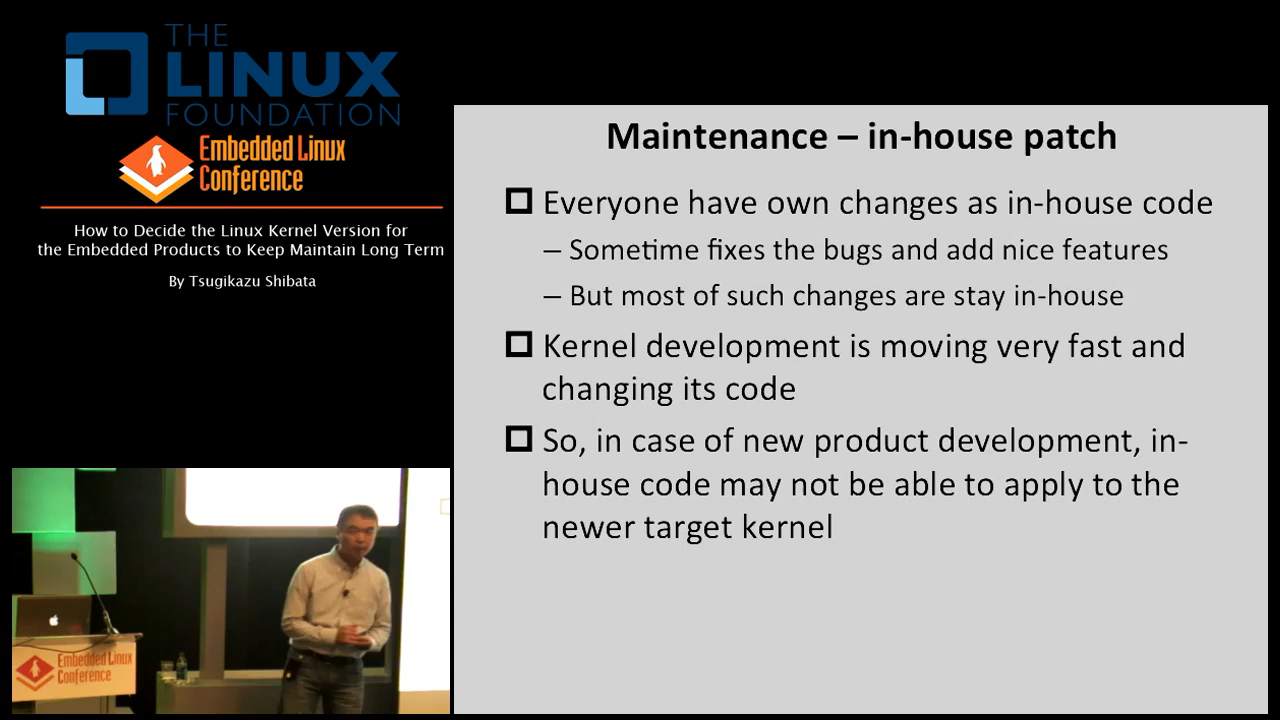 THE
LINUX
FOUNDATION
Embedded Linux
Conference
How to Decide the Linux Kernel Version for
the Embedded Products to Keep Maintain Long Term
By Tsugikazu Shibata
Maintenance – in-house patch
Everyone have own changes as in-house code
– Sometime fixes the bugs and add nice features
– But most of such changes are stay in-house
Kernel development is moving very fast and
changing its code
So, in case of new product development, in-
house code may not be able to apply to the
newer target kernel
Embedded Linux
Conference